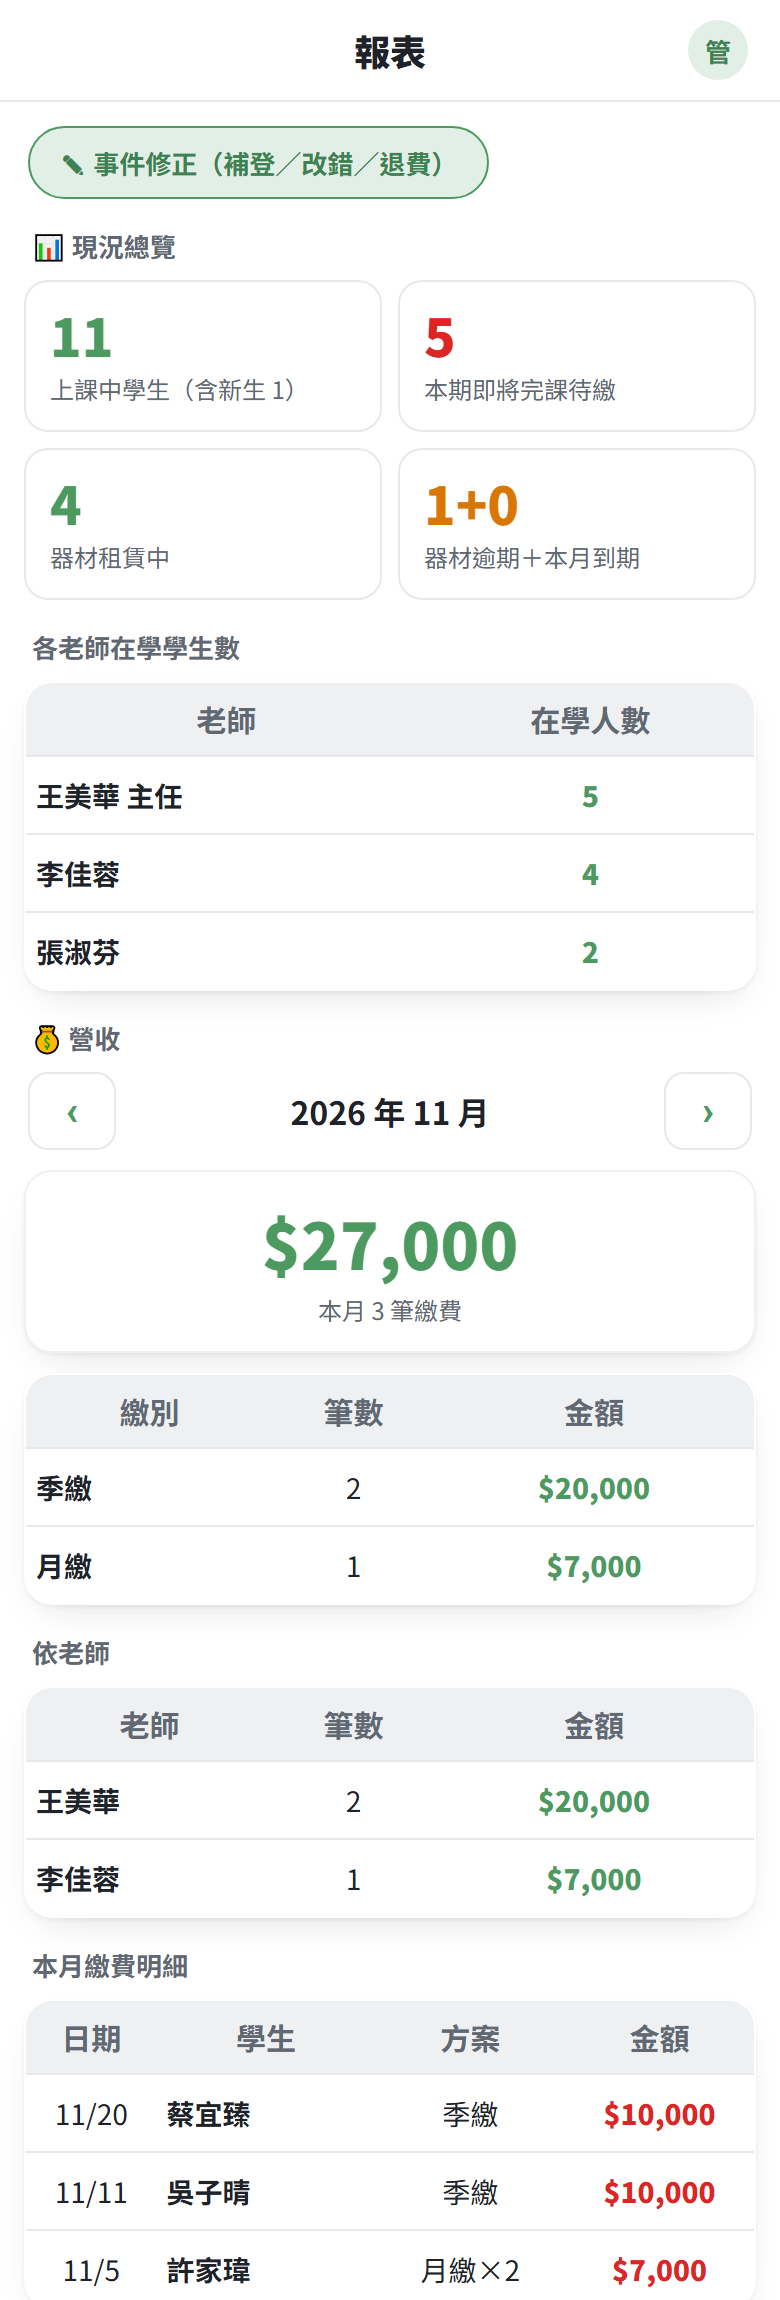 報表
管
事件修正（補登／改錯／退費）
現況總覽
11
上課中學生（含新生 1）
5
本期即將完課待繳
4
器材租賃中
1+0
器材逾期＋本月到期
各老師在學學生數
老師 在學人數
王美華 主任 5
李佳蓉 4
張淑芬 2
營收
‹ 2026 年 11 月 ›
$27,000
本月 3 筆繳費
繳別 筆數 金額
季繳 2 $20,000
月繳 1 $7,000
依老師
老師 筆數 金額
王美華 2 $20,000
李佳蓉 1 $7,000
本月繳費明細
日期 學生 方案 金額
11/20 蔡宜臻 季繳 $10,000
11/11 吳子晴 季繳 $10,000
11/5 許家瑋 月繳×2 $7,000